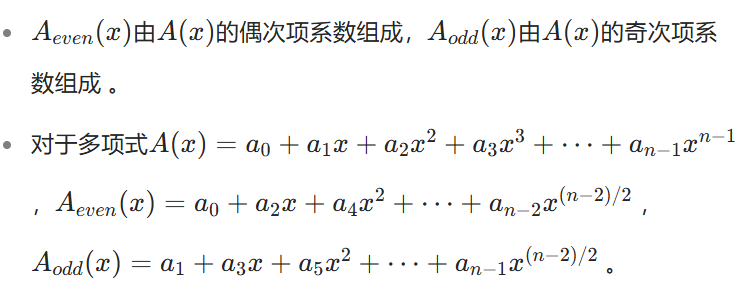 • $A_{even}(x)$由$A(x)$的偶次项系数组成，$A_{odd}(x)$由$A(x)$的奇次项系
数组成 。
• 对于多项式$A(x) = a_0 + a_1x + a_2x^2 + a_3x^3 + \cdots + a_{n-1}x^{n-1}$
，$A_{even}(x) = a_0 + a_2x + a_4x^2 + \cdots + a_{n-2}x^{(n-2)/2}$，
$A_{odd}(x) = a_1 + a_3x + a_5x^2 + \cdots + a_{n-1}x^{(n-2)/2}$ 。